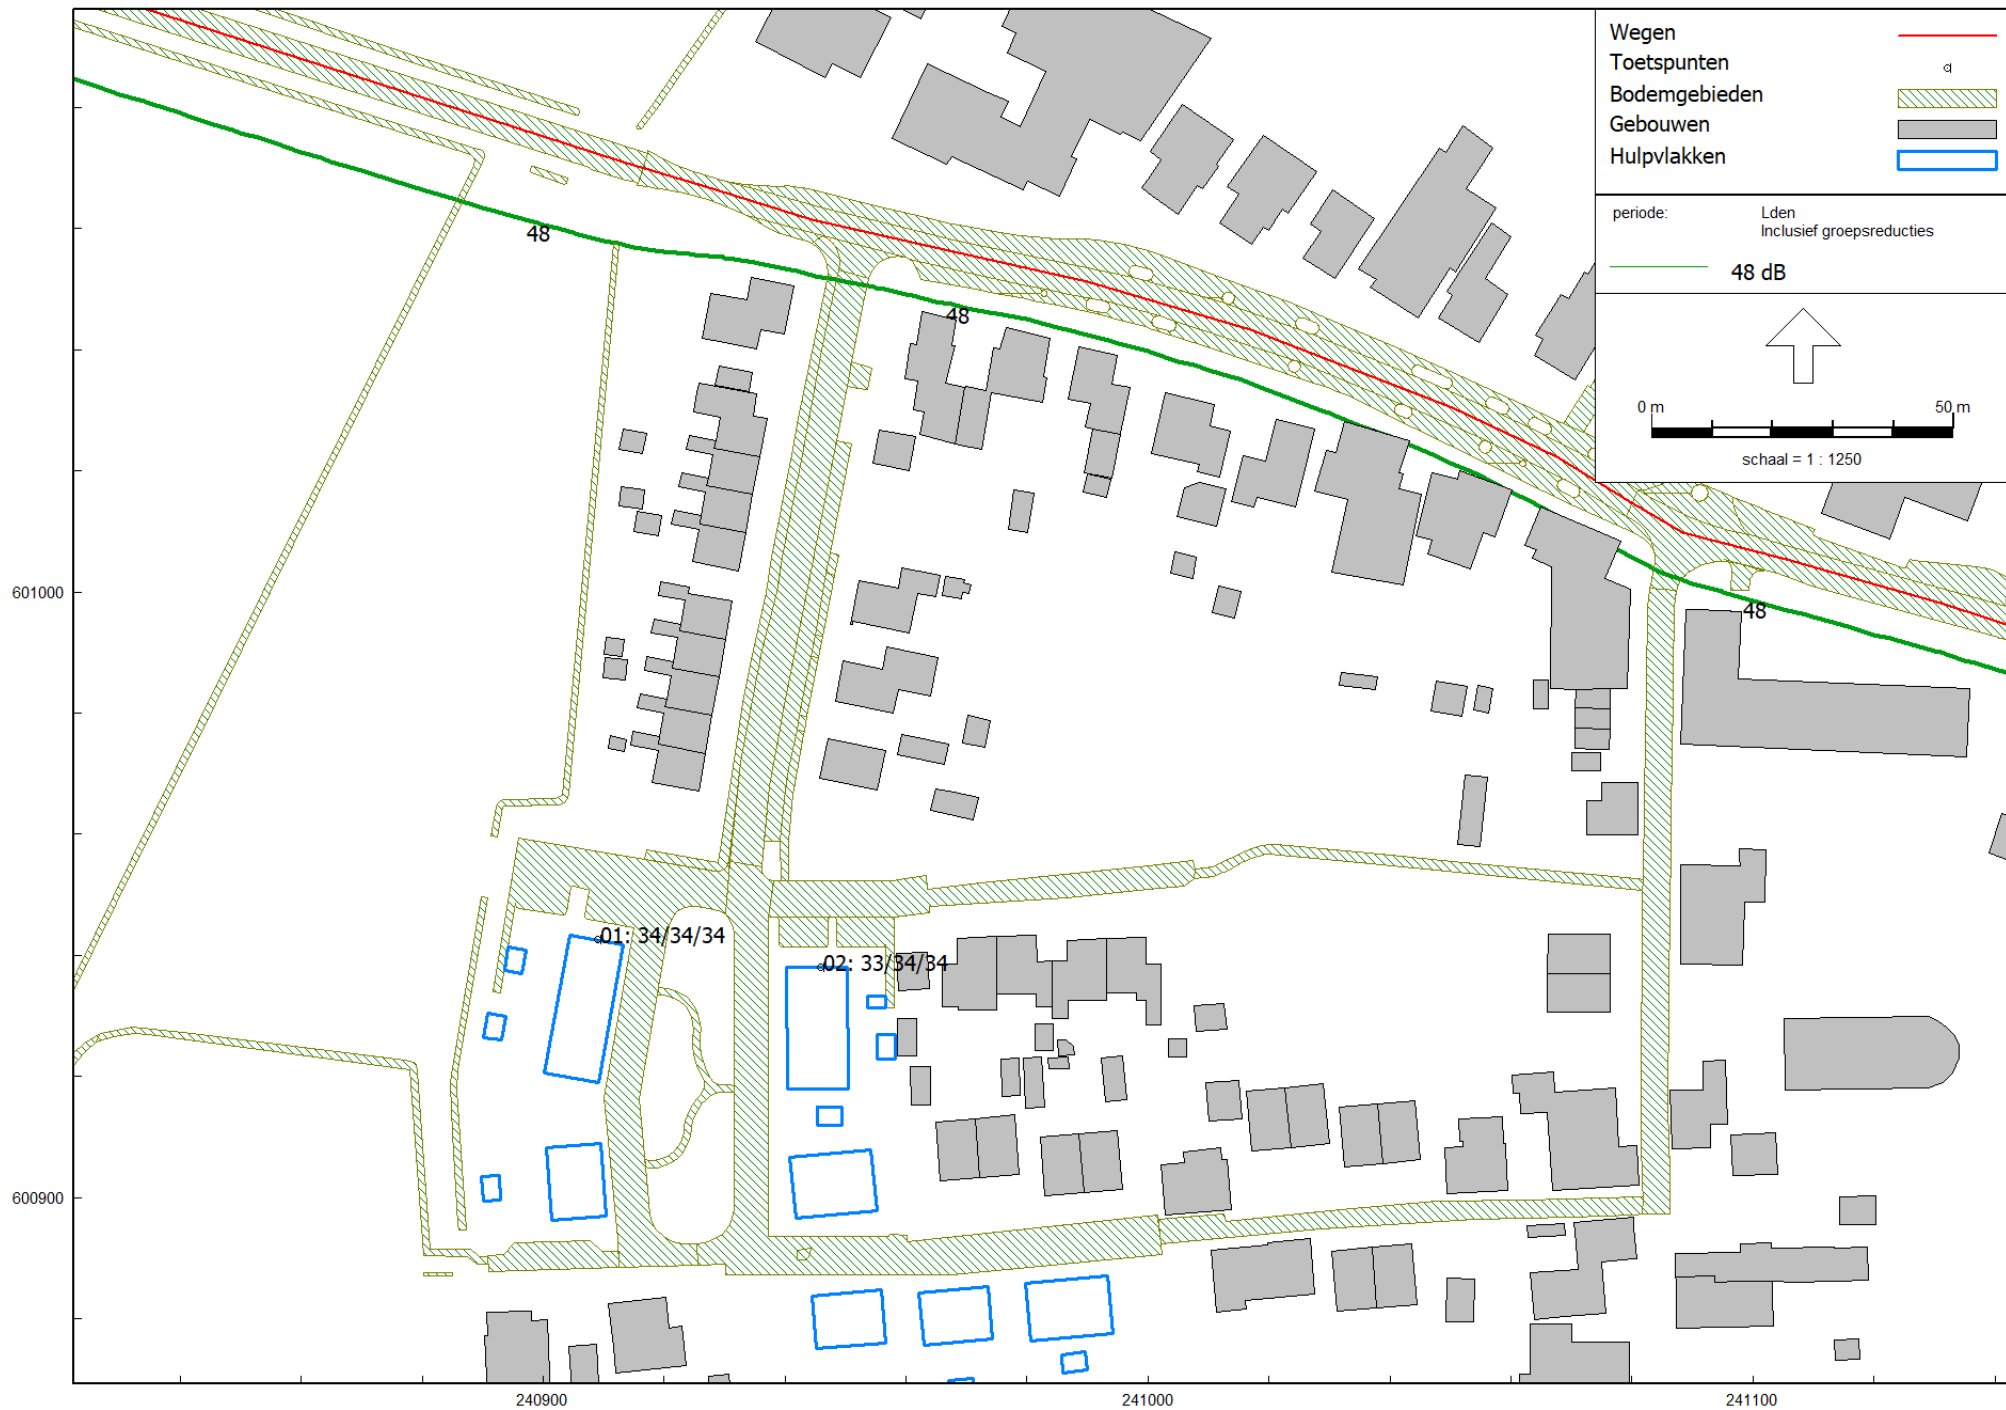 Wegen
Toetspunten
Bodemgebieden
Gebouwen
Hulpvlakken
periode: Lden
Inclusief groepsreducties
48 dB
0 m 50 m
schaal = 1 : 1250
48
48
48
601000
01: 34/34/34
02: 33/34/34
600900
240900 241000 241100